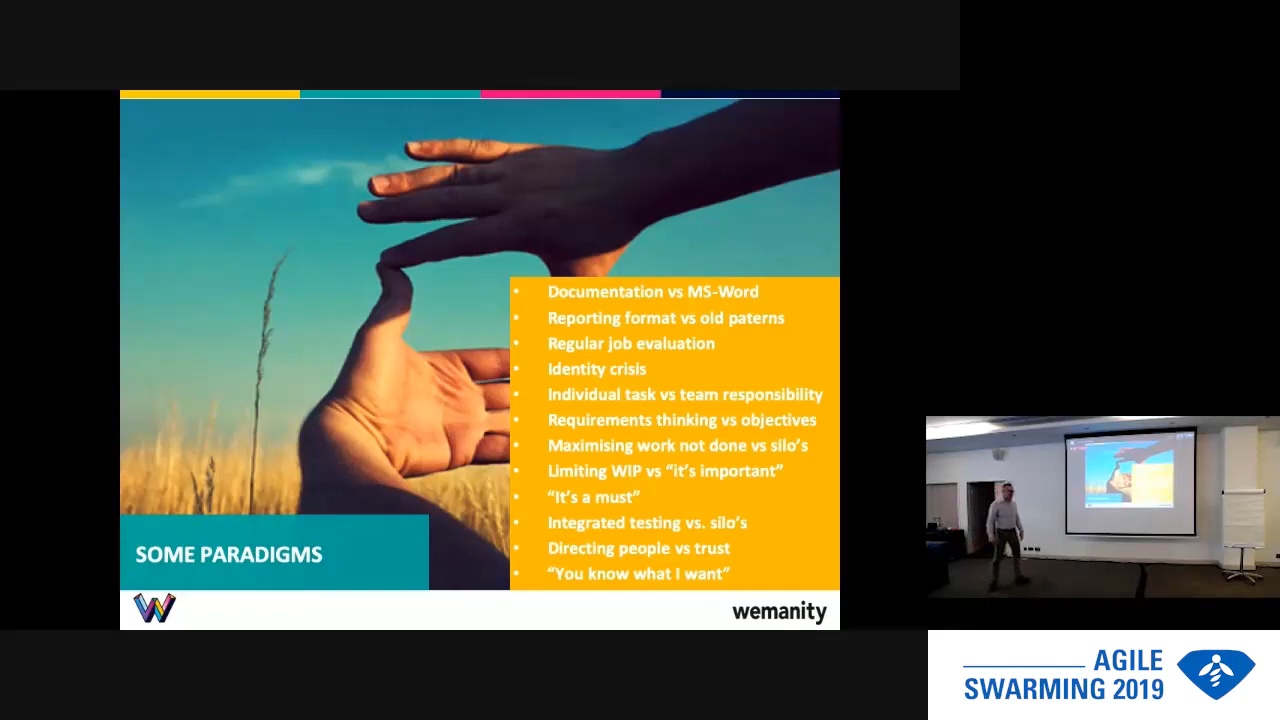 • Documentation vs MS-Word
• Reporting format vs old paterns
• Regular job evaluation
• Identity crisis
• Individual task vs team responsibility
• Requirements thinking vs objectives
• Maximising work not done vs silo’s
• Limiting WIP vs “it’s important”
• “It’s a must”
• Integrated testing vs. silo’s
• Directing people vs trust
• “You know what I want”
SOME PARADIGMS
W
wemanity
AGILE
SWARMING 2019